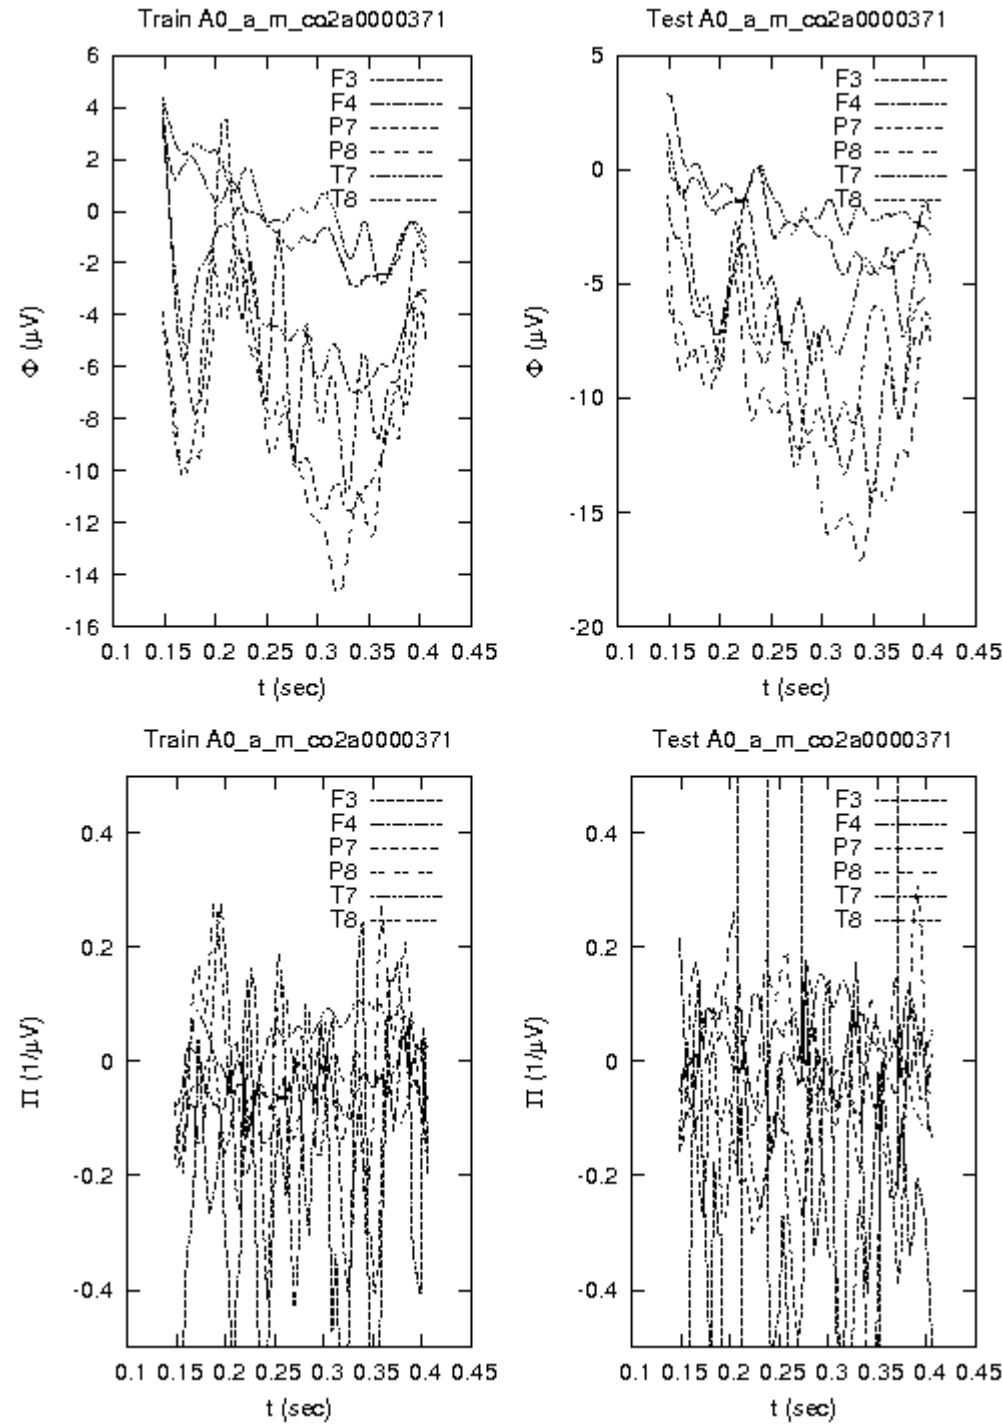 Train A0_a_m_co2a0000371
6
4
2
0
-2
-4
-6
-8
-10
-12
-14
-16
Φ (μV)
F3
F4
P7
P8
T7
T8
0.1 0.15 0.2 0.25 0.3 0.35 0.4 0.45
t (sec)
Test A0_a_m_co2a0000371
5
0
-5
-10
-15
-20
Φ (μV)
F3
F4
P7
P8
T7
T8
0.1 0.15 0.2 0.25 0.3 0.35 0.4 0.45
t (sec)
Train A0_a_m_co2a0000371
0.4
0.2
0
-0.2
-0.4
Π (1/μV)
F3
F4
P7
P8
T7
T8
0.1 0.15 0.2 0.25 0.3 0.35 0.4 0.45
t (sec)
Test A0_a_m_co2a0000371
0.4
0.2
0
-0.2
-0.4
Π (1/μV)
F3
F4
P7
P8
T7
T8
0.1 0.15 0.2 0.25 0.3 0.35 0.4 0.45
t (sec)